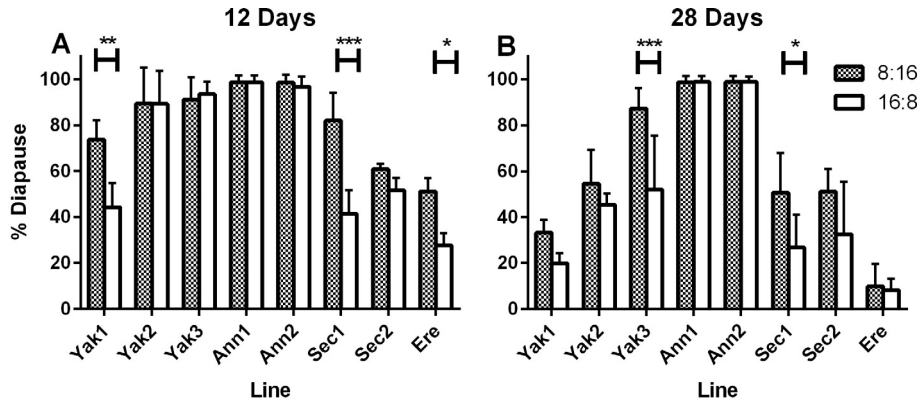 12 Days
28 Days
A
**
***
*
B
***
*
8:16
16:8
% Diapause
100
80
60
40
20
0
100
80
60
40
20
0
Yak1
Yak2
Yak3
Ann1
Ann2
Sec1
Sec2
Ere
Yak1
Yak2
Yak3
Ann1
Ann2
Sec1
Sec2
Ere
Line
Line